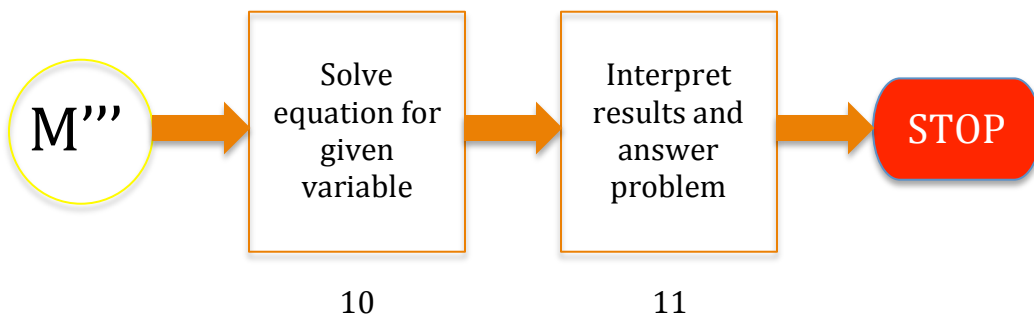 M’’’
Solve
equation for
given
variable
Interpret
results and
answer
problem
STOP
10
11